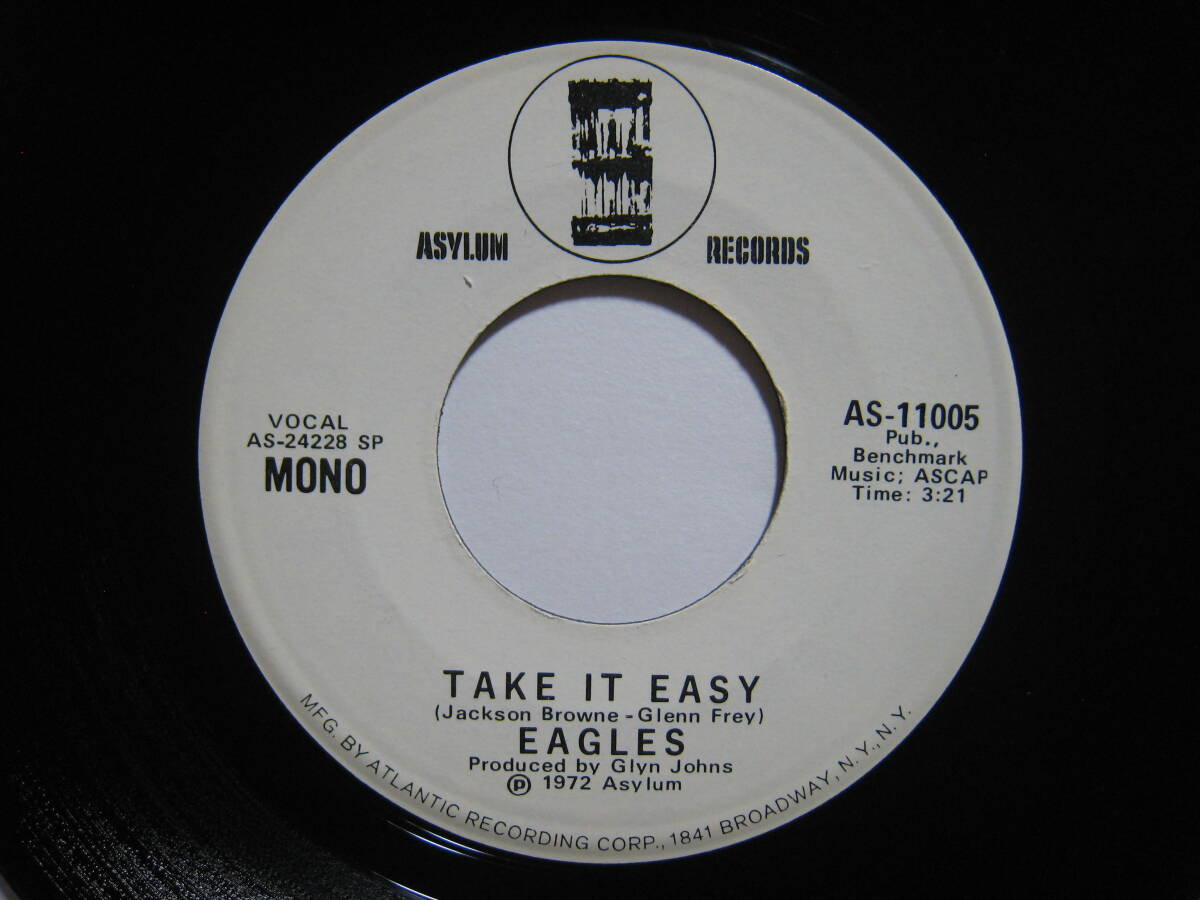 ASYLUM RECORDS
VOCAL
AS-24228 SP
MONO
AS-11005
Pub.,
Benchmark
Music; ASCAP
Time: 3:21
TAKE IT EASY
(Jackson Browne - Glenn Frey)
EAGLES
Produced by Glyn Johns
℗ 1972 Asylum
MFG. BY ATLANTIC RECORDING CORP., 1841 BROADWAY, N.Y., N.Y.